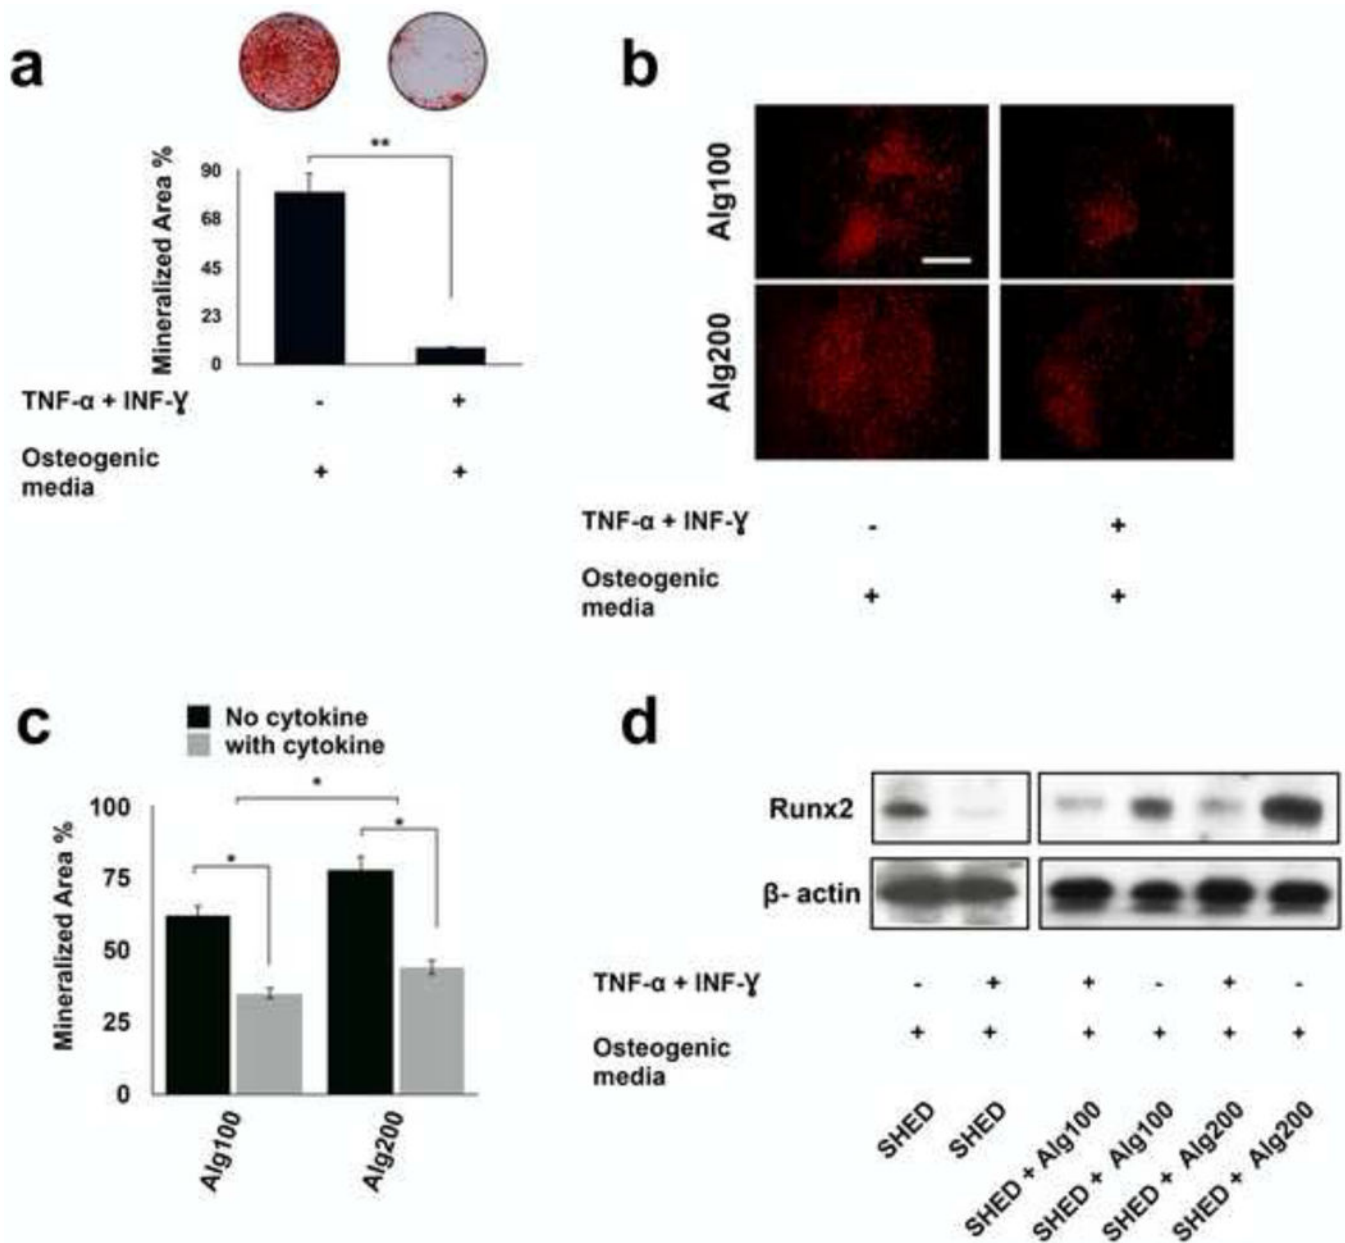 a
**
Mineralized Area %
90
68
45
23
0
TNF-α + INF-Ɣ
-
+
Osteogenic
media
+
+
b
Alg100
Alg200
TNF-α + INF-Ɣ
-
+
Osteogenic
media
+
+
c
No cytokine
with cytokine
*
*
*
Mineralized Area %
100
75
50
25
0
Alg100
Alg200
d
Runx2
β- actin
TNF-α + INF-Ɣ
- + + - + -
Osteogenic
media
+ + + + + +
SHED
SHED
SHED + Alg100
SHED + Alg100
SHED + Alg200
SHED + Alg200